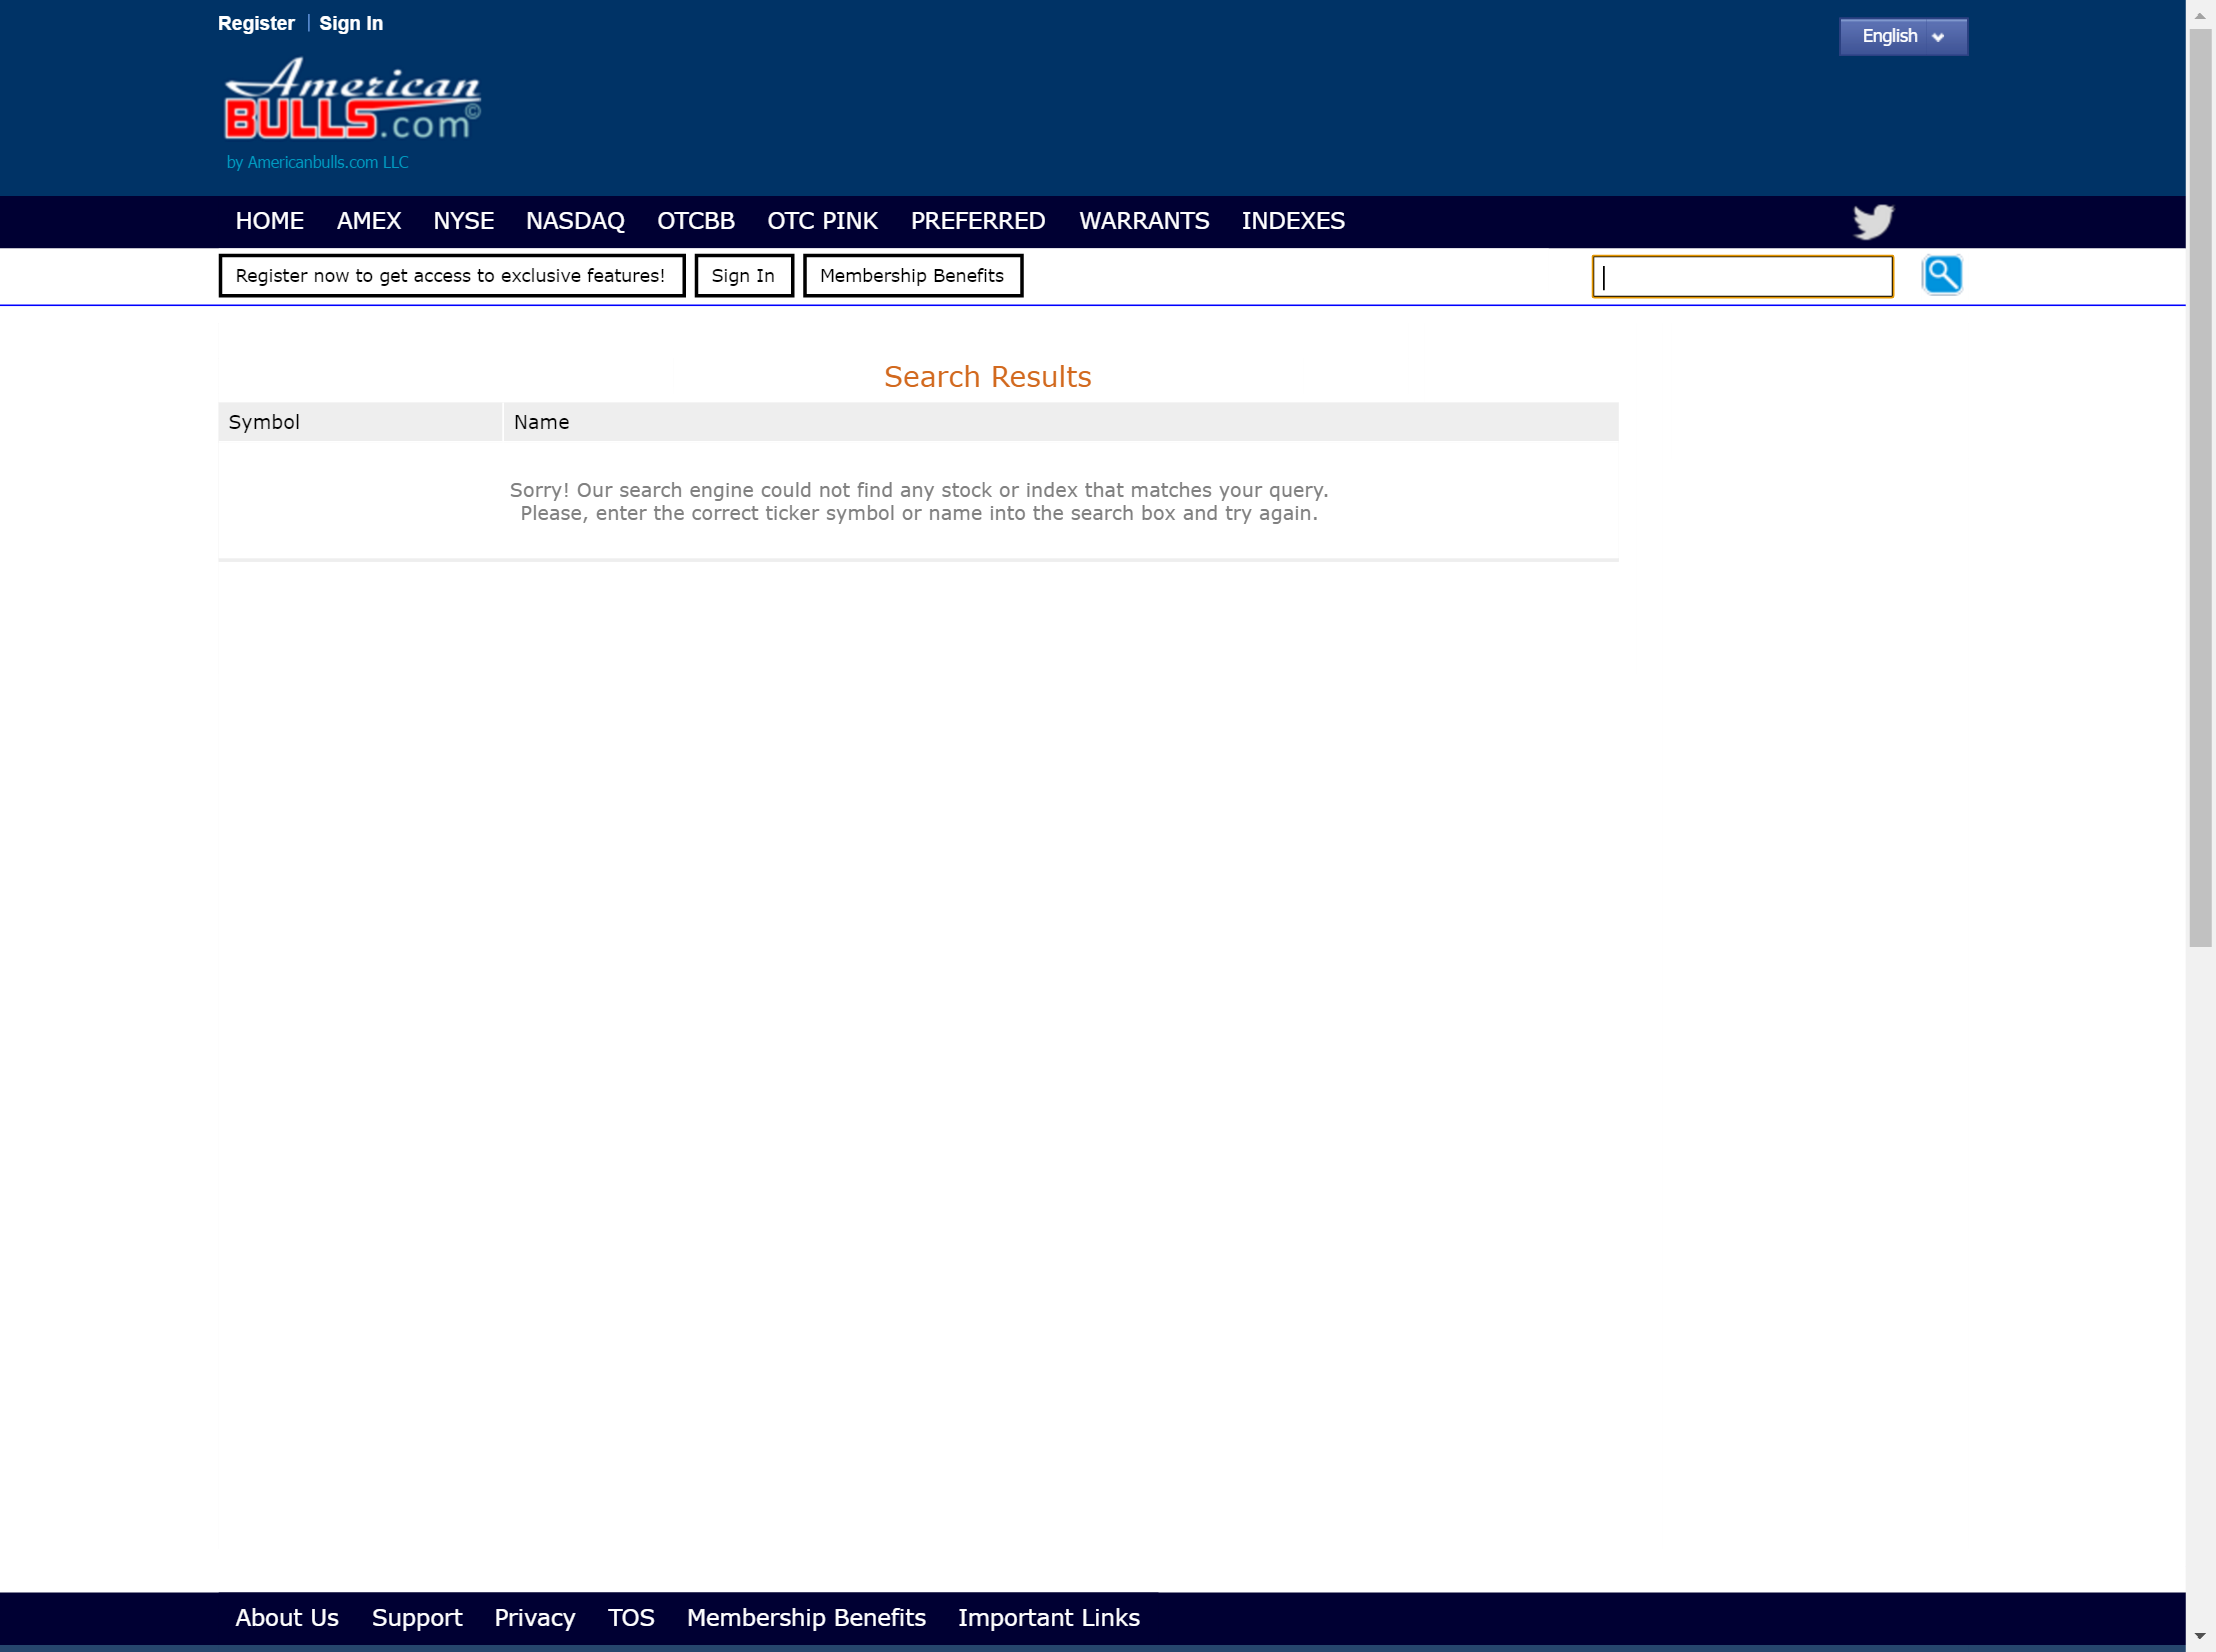 Register | Sign In
English
American
BULLS.com©
by Americanbulls.com LLC
HOME AMEX NYSE NASDAQ OTCBB OTC PINK PREFERRED WARRANTS INDEXES
Register now to get access to exclusive features! Sign In Membership Benefits
Search Results
Symbol Name
Sorry! Our search engine could not find any stock or index that matches your query.
Please, enter the correct ticker symbol or name into the search box and try again.
About Us Support Privacy TOS Membership Benefits Important Links